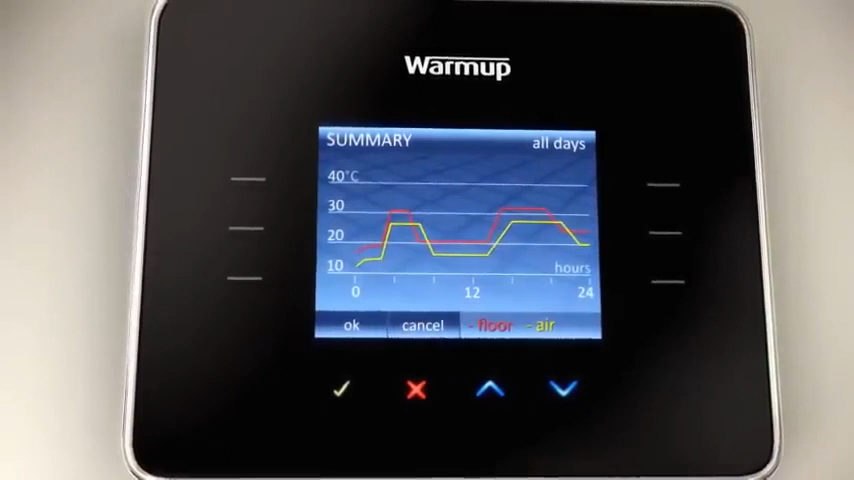 Warmup
SUMMARY all days
40°C
30
20
10
hours
0 12 24
ok cancel - floor - air